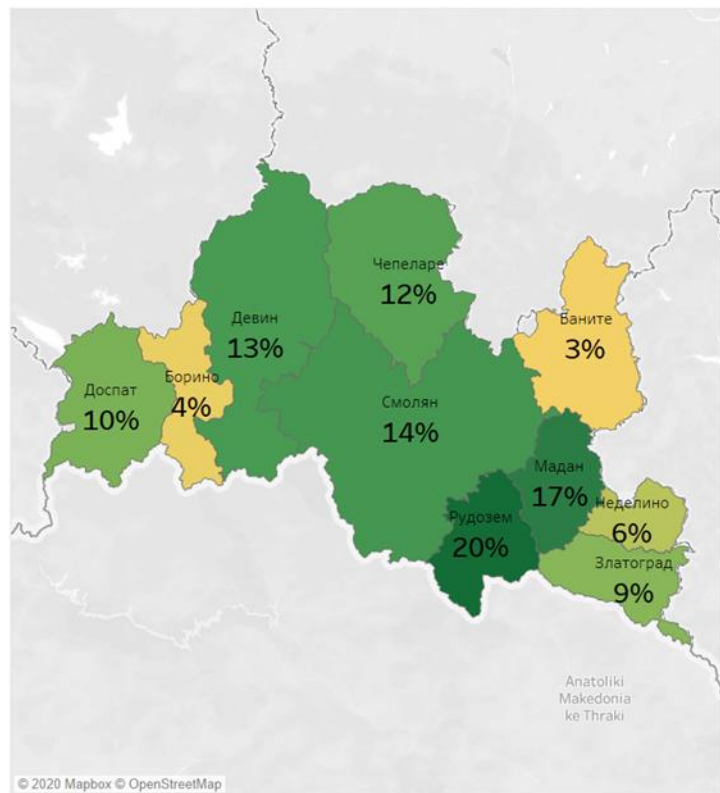 Чепеларе
12%
Девин
13%
Баните
3%
Борино
4%
Доспат
10%
Смолян
14%
Мадан
17%
Рудозем
20%
Неделино
6%
Златоград
9%
Anatoliki
Makedonia
ke Thraki
© 2020 Mapbox © OpenStreetMap